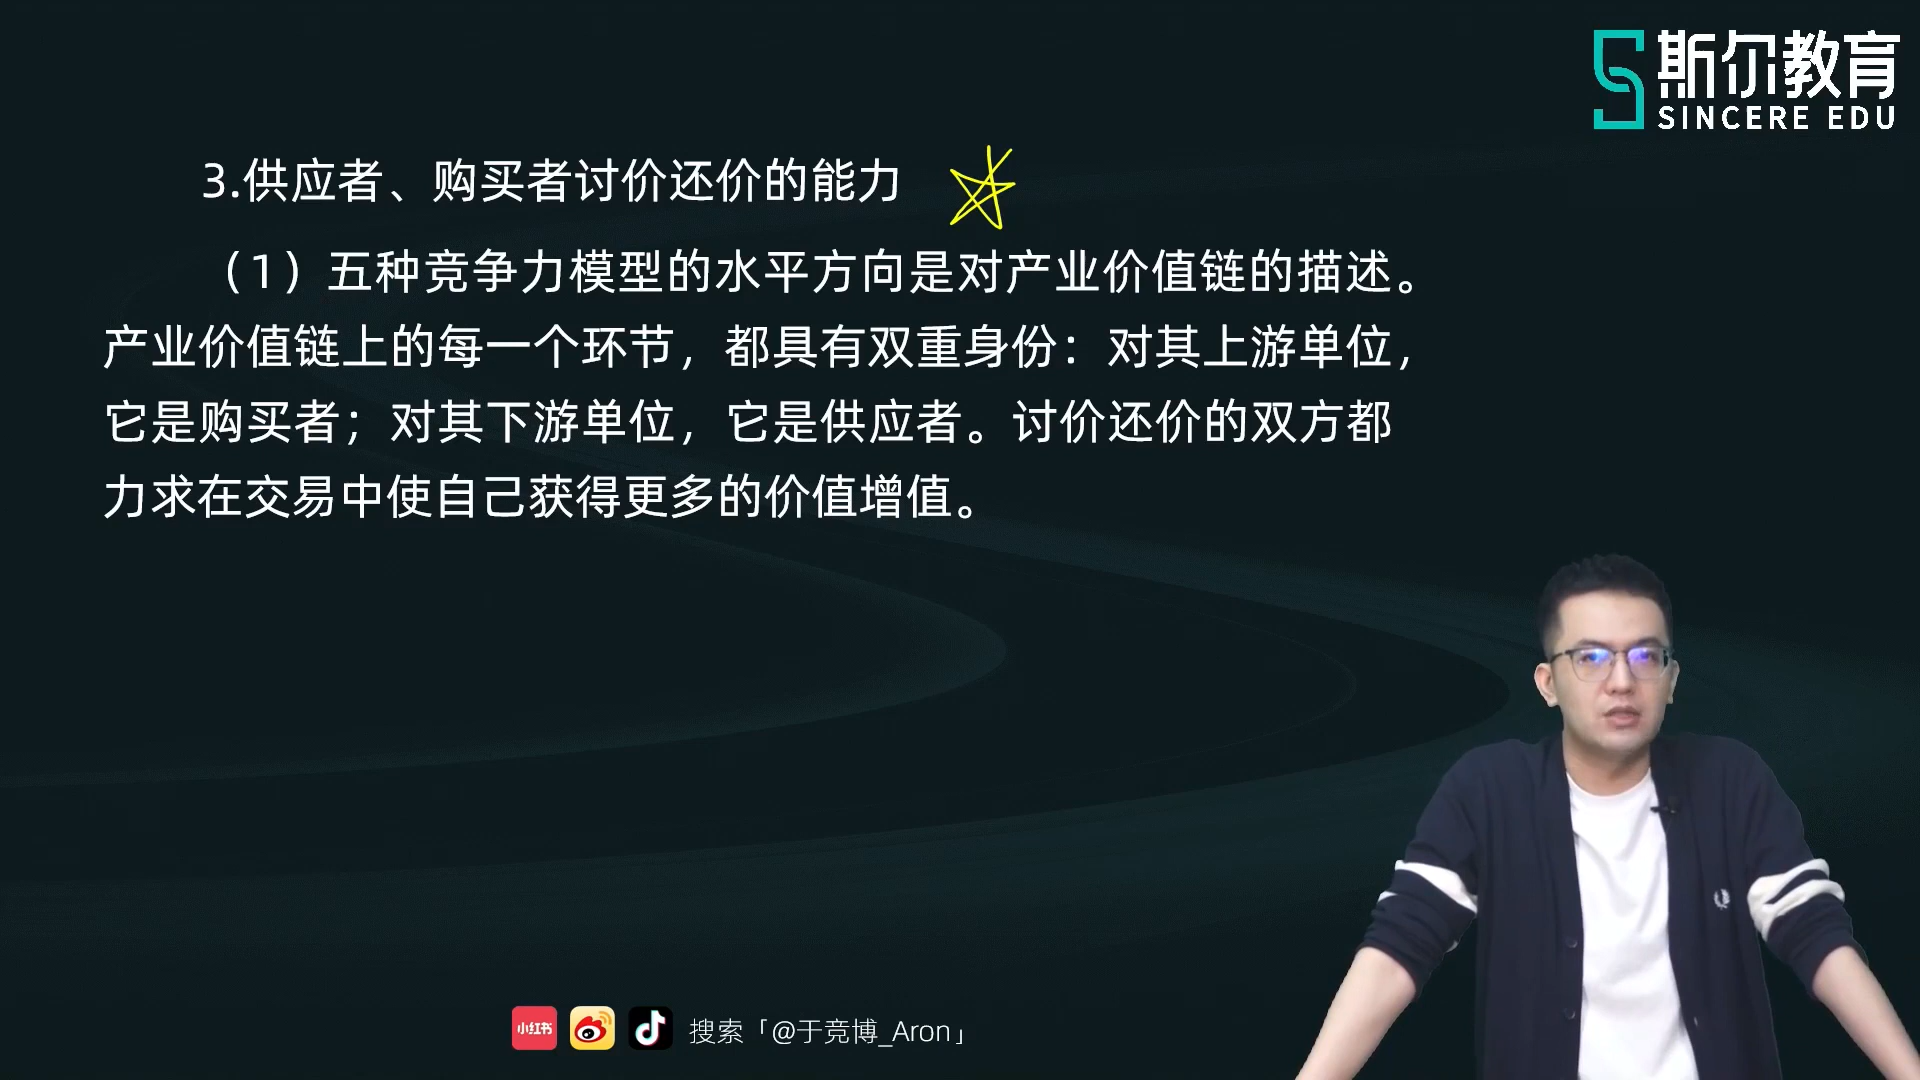 斯尔教育
SINCERE EDU
3.供应者、购买者讨价还价的能力
（1）五种竞争力模型的水平方向是对产业价值链的描述。
产业价值链上的每一个环节，都具有双重身份：对其上游单位，
它是购买者；对其下游单位，它是供应者。讨价还价的双方都
力求在交易中使自己获得更多的价值增值。
小红书 搜索「@于竞博_Aron」